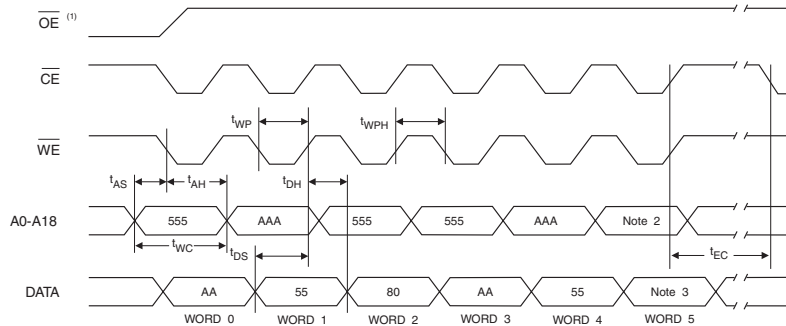 OE (1)
CE
tWP tWPH
WE
tAS tAH tDH
A0-A18 555 AAA 555 555 AAA Note 2
tWC tDS tEC
DATA AA 55 80 AA 55 Note 3
WORD 0 WORD 1 WORD 2 WORD 3 WORD 4 WORD 5